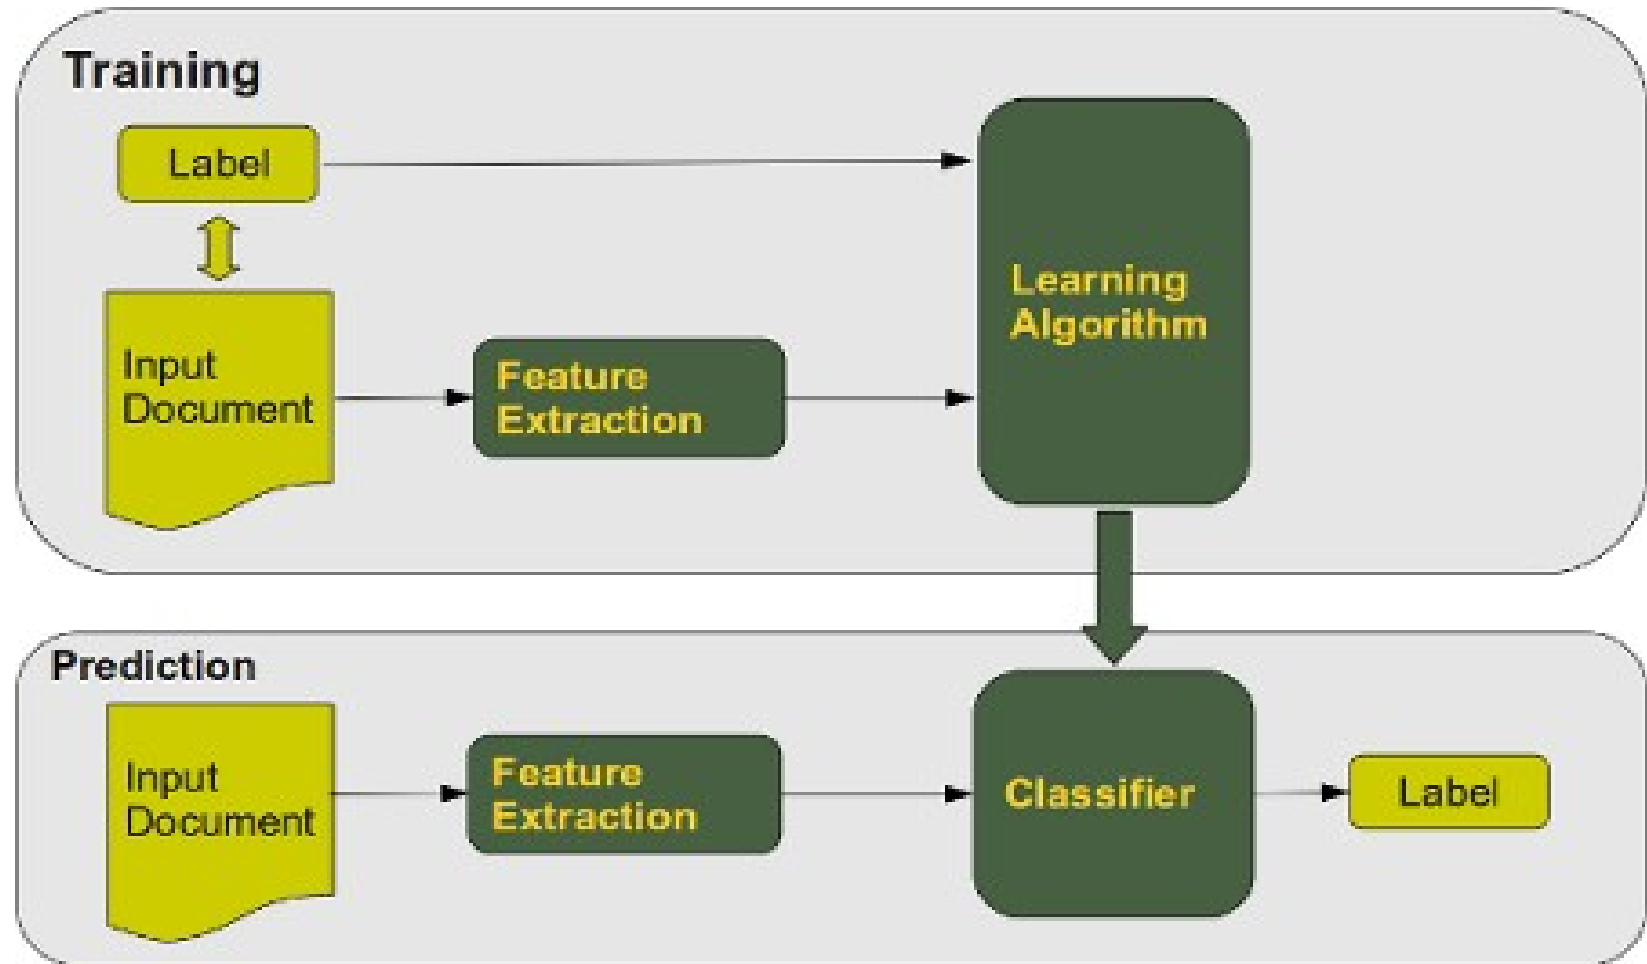 Training
Label
Input
Document
Feature
Extraction
Learning
Algorithm
Prediction
Input
Document
Feature
Extraction
Classifier
Label